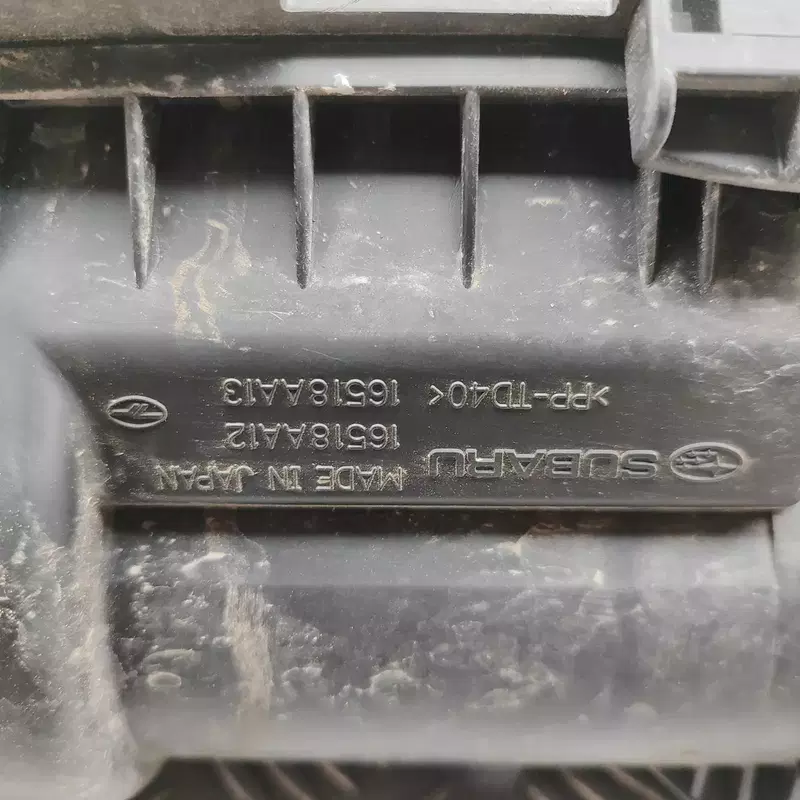 SUBARU MADE IN JAPAN
16518AA12
>PP-TD40< 16518AA13